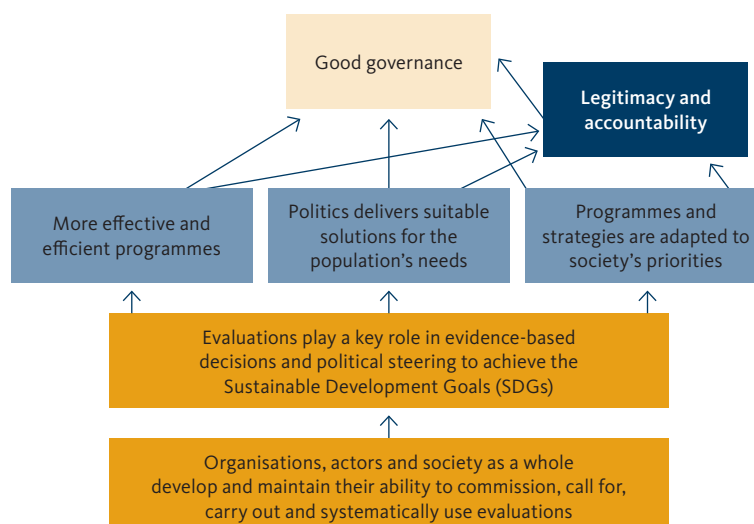 Good governance
Legitimacy and
accountability
More effective and
efficient programmes
Politics delivers suitable
solutions for the
population’s needs
Programmes and
strategies are adapted to
society’s priorities
Evaluations play a key role in evidence-based
decisions and political steering to achieve the
Sustainable Development Goals (SDGs)
Organisations, actors and society as a whole
develop and maintain their ability to commission, call for,
carry out and systematically use evaluations